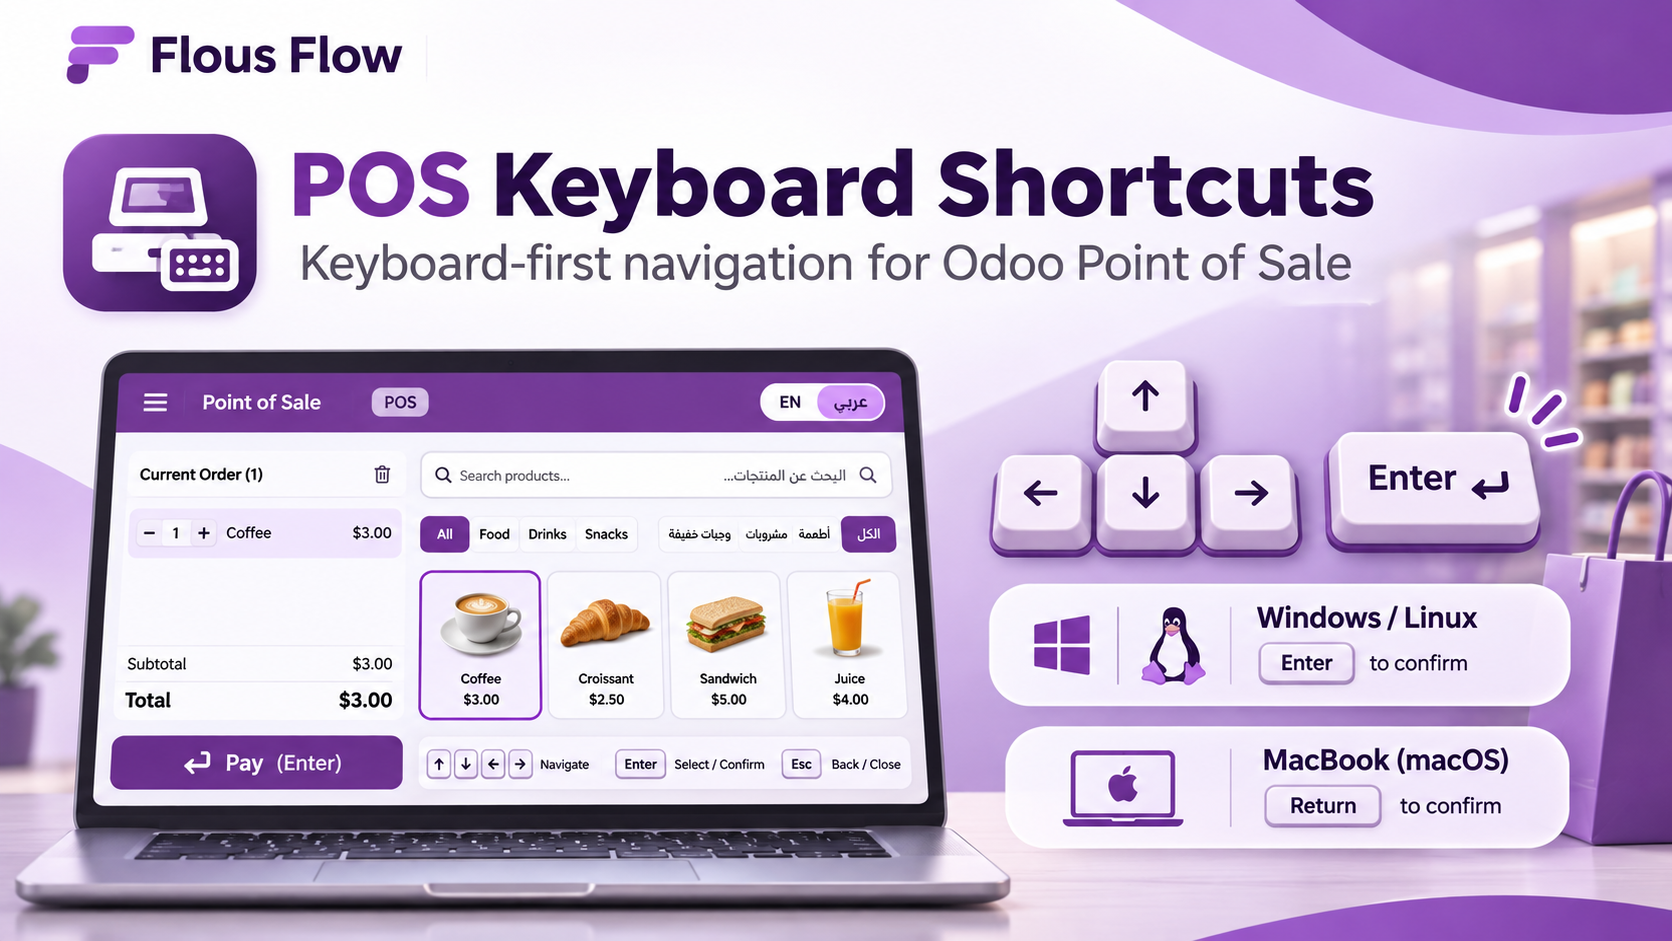 Flous Flow
POS Keyboard Shortcuts
Keyboard-first navigation for Odoo Point of Sale
Point of Sale
POS
EN
عربي
Current Order (1)
Search products...
البحث عن المنتجات...
1
Coffee
$3.00
All
Food
Drinks
Snacks
وجبات خفيفة
مشروبات
أطعمة
الكل
Coffee
$3.00
Croissant
$2.50
Sandwich
$5.00
Juice
$4.00
Subtotal
$3.00
Total
$3.00
Pay (Enter)
Navigate
Enter
Select / Confirm
Esc
Back / Close
Enter
Windows / Linux
Enter to confirm
MacBook (macOS)
Return to confirm